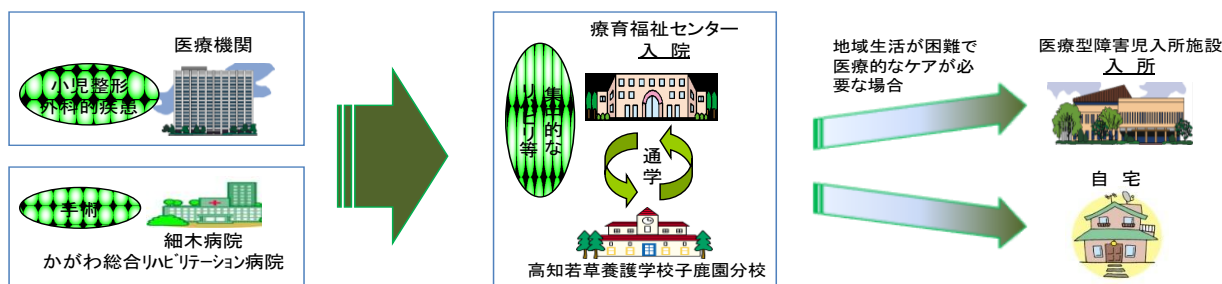 医療機関
小児整形
外科的疾患
手術
細木病院
かがわ総合ﾘﾊﾋﾞﾘテーション病院
療育福祉センター
入院
集中的な
リハビリ等
通学
高知若草養護学校子鹿園分校
地域生活が困難で
医療的なケアが必
要な場合
医療型障害児入所施設
入所
自宅